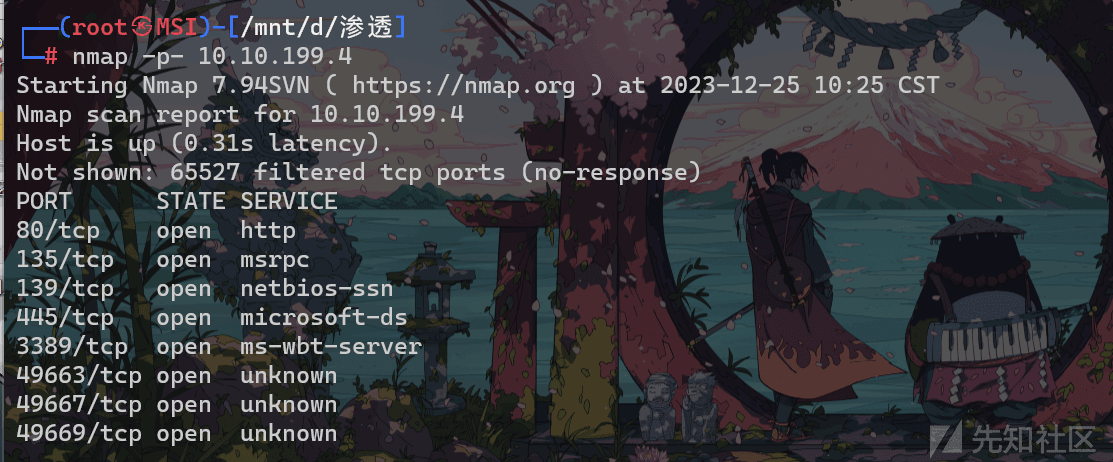 (root㉿MSI)-[/mnt/d/渗透]
# nmap -p- 10.10.199.4
Starting Nmap 7.94SVN ( https://nmap.org ) at 2023-12-25 10:25 CST
Nmap scan report for 10.10.199.4
Host is up (0.31s latency).
Not shown: 65527 filtered tcp ports (no-response)
PORT      STATE SERVICE
80/tcp    open  http
135/tcp   open  msrpc
139/tcp   open  netbios-ssn
445/tcp   open  microsoft-ds
3389/tcp  open  ms-wbt-server
49663/tcp open  unknown
49667/tcp open  unknown
49669/tcp open  unknown
先知社区